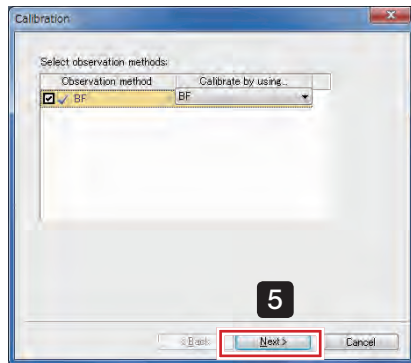 Calibration
Select observation methods:
Observation method Calibrate by using...
BF BF
5
< Back Next > Cancel